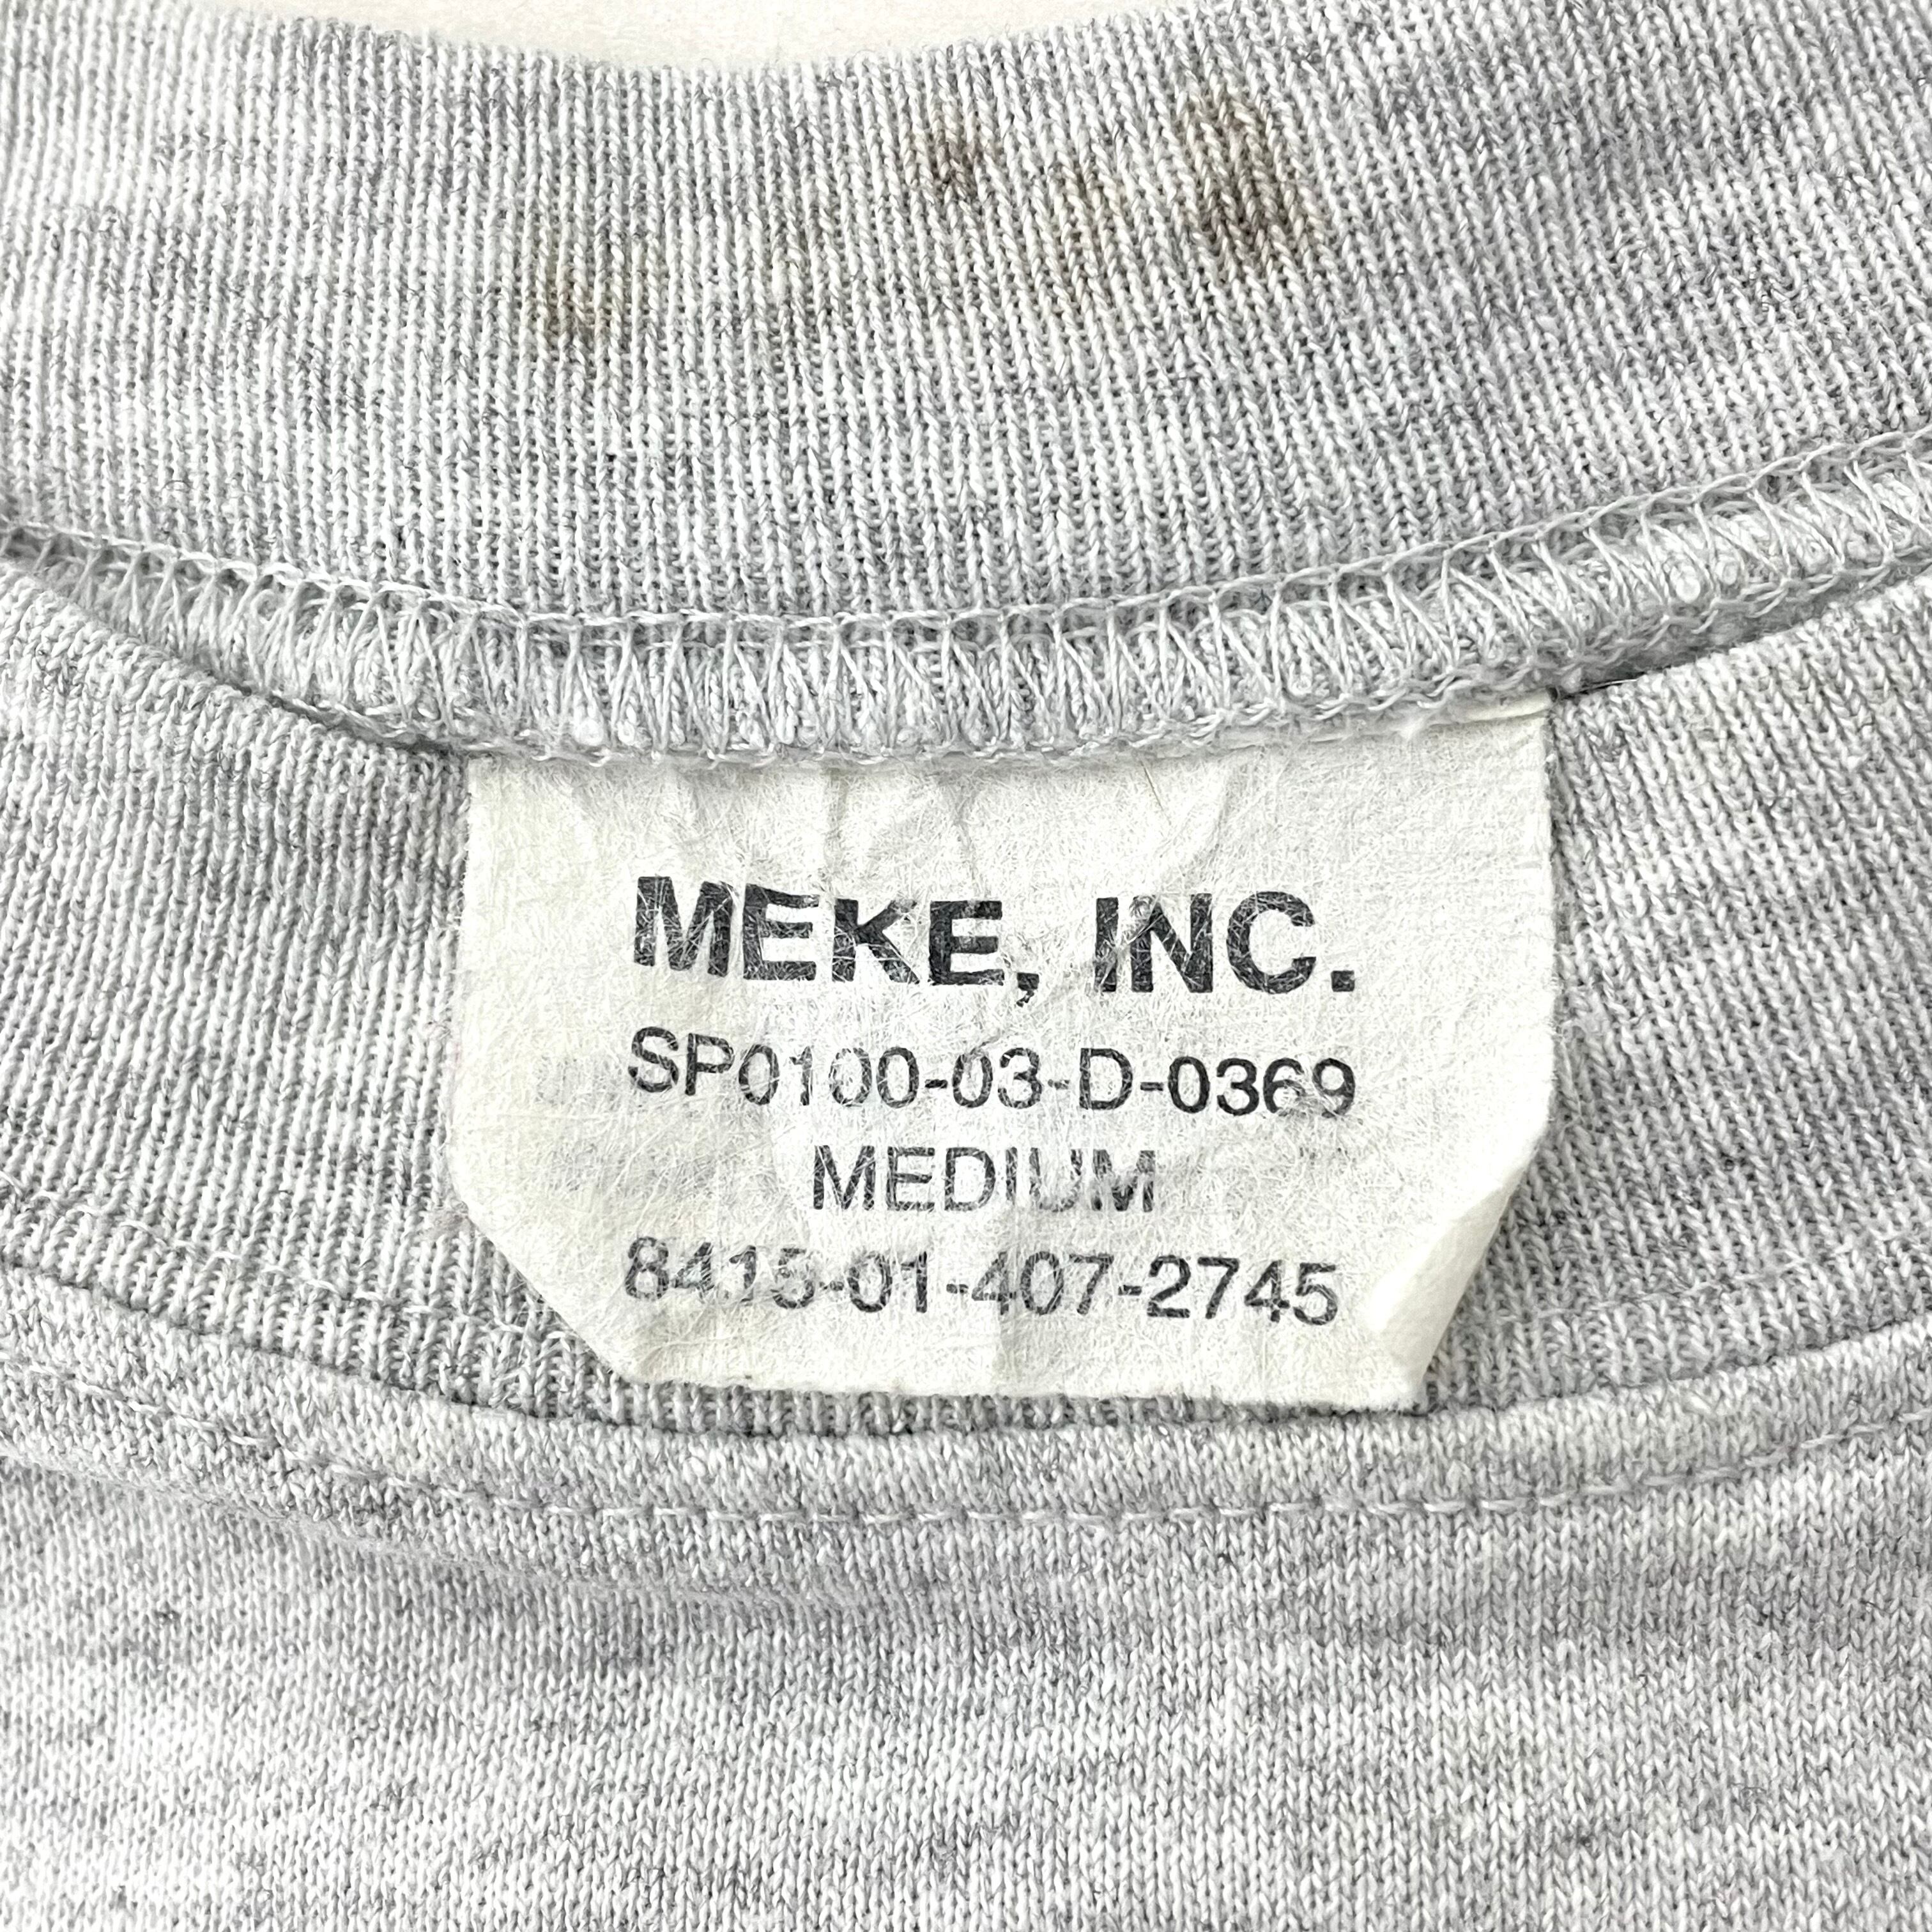 MEKE, INC.
SP0100-03-D-0369
MEDIUM
8415-01-407-2745